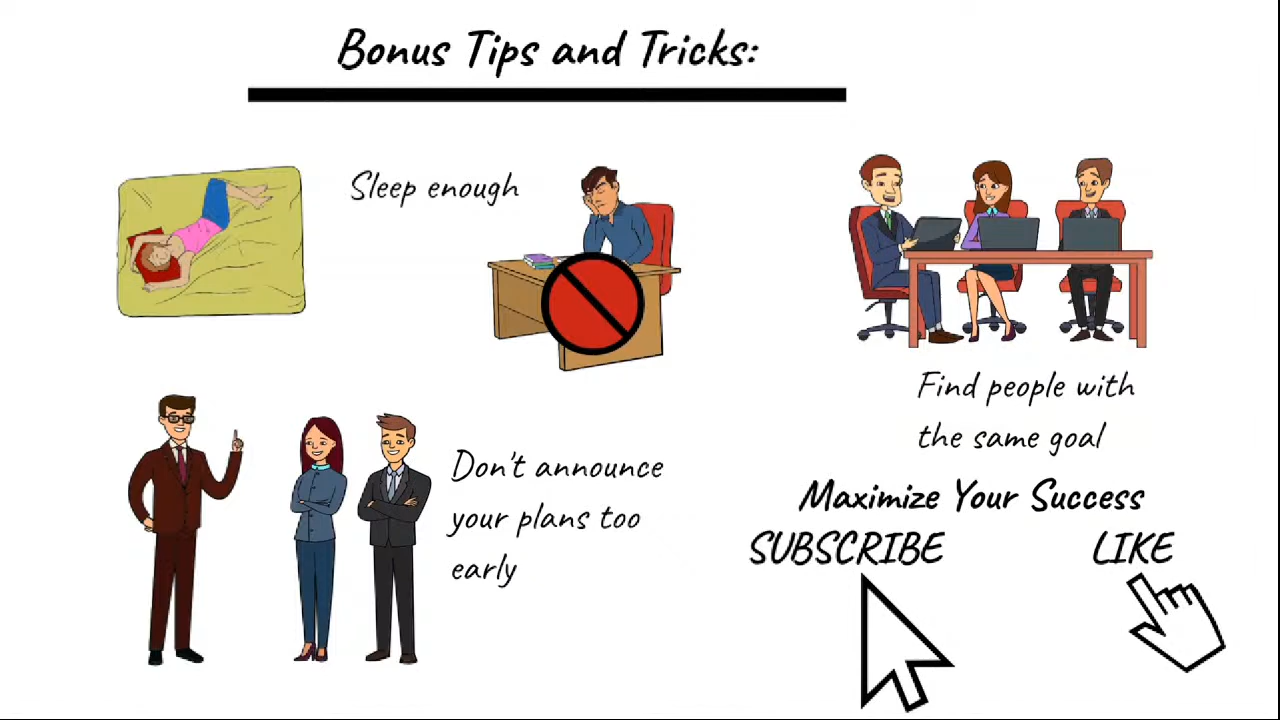 Bonus Tips and Tricks:
Sleep enough
Find people with
the same goal
Don't announce
your plans too
early
Maximize Your Success
SUBSCRIBE
LIKE